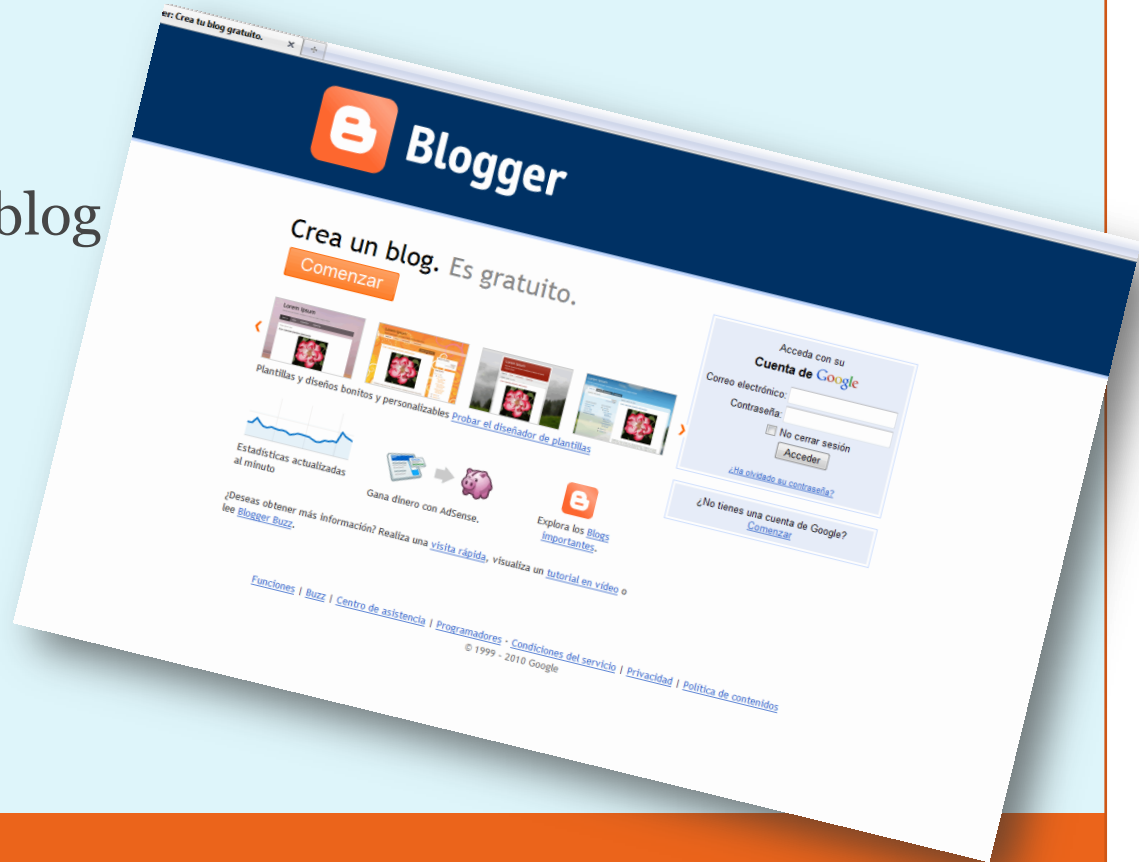 blog
er: Crea tu blog gratuito.
Blogger
Crea un blog. Es gratuito.
Comenzar
Plantillas y diseños bonitos y personalizables Probar el diseñador de plantillas
Estadísticas actualizadas
al minuto
Gana dinero con AdSense.
Explora los Blogs
importantes.
¿Deseas obtener más información? Realiza una visita rápida, visualiza un tutorial en vídeo o
lee Blogger Buzz.
Acceda con su
Cuenta de Google
Correo electrónico:
Contraseña:
No cerrar sesión
Acceder
¿Ha olvidado su contraseña?
¿No tienes una cuenta de Google?
Comenzar
Funciones | Buzz | Centro de asistencia | Programadores - Condiciones del servicio | Privacidad | Política de contenidos
© 1999 - 2010 Google